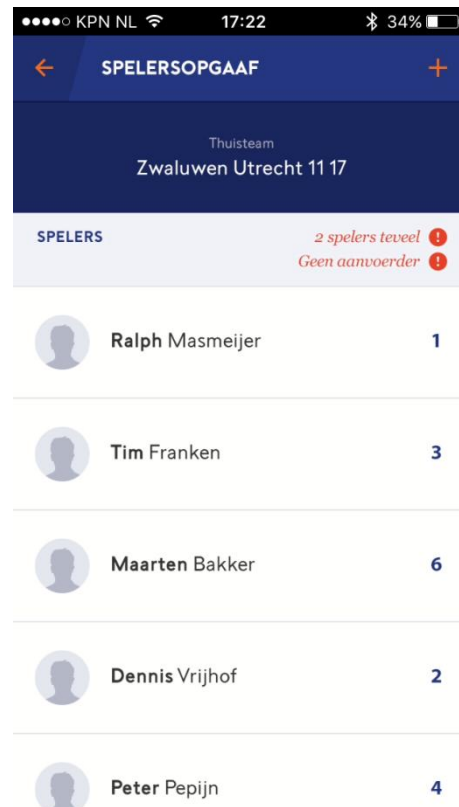 KPN NL 17:22 34%
SPELERSOPGAAF
Thuisteam
Zwaluwen Utrecht 11 17
SPELERS
2 spelers teveel
Geen aanvoerder
Ralph Masmeijer 1
Tim Franken 3
Maarten Bakker 6
Dennis Vrijhof 2
Peter Pepijn 4